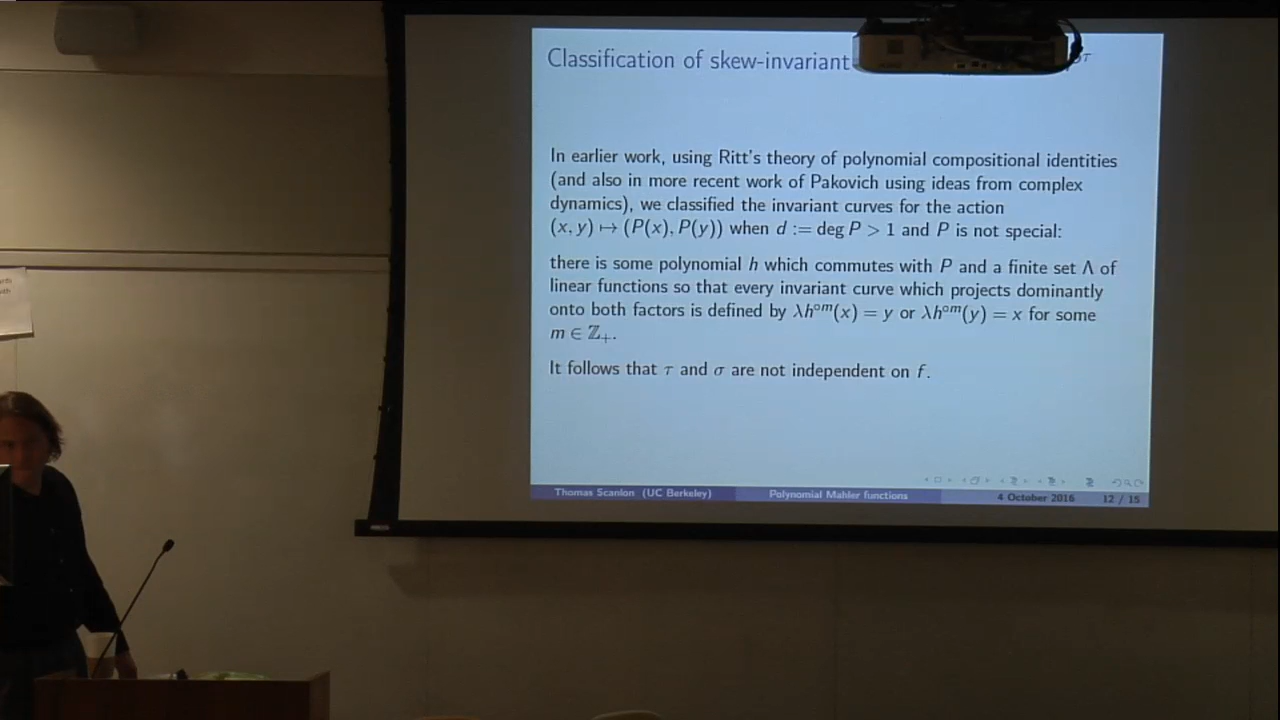 Classification of skew-invariant
In earlier work, using Ritt's theory of polynomial compositional identities
(and also in more recent work of Pakovich using ideas from complex
dynamics), we classified the invariant curves for the action
(x, y) ↦ (P(x), P(y)) when d := deg P > 1 and P is not special:
there is some polynomial h which commutes with P and a finite set Λ of
linear functions so that every invariant curve which projects dominantly
onto both factors is defined by λh∘m(x) = y or λh∘m(y) = x for some
m ∈ ℤ₊.
It follows that τ and σ are not independent on f.
Thomas Scanlon (UC Berkeley) Polynomial Mahler functions 4 October 2016 12 / 15